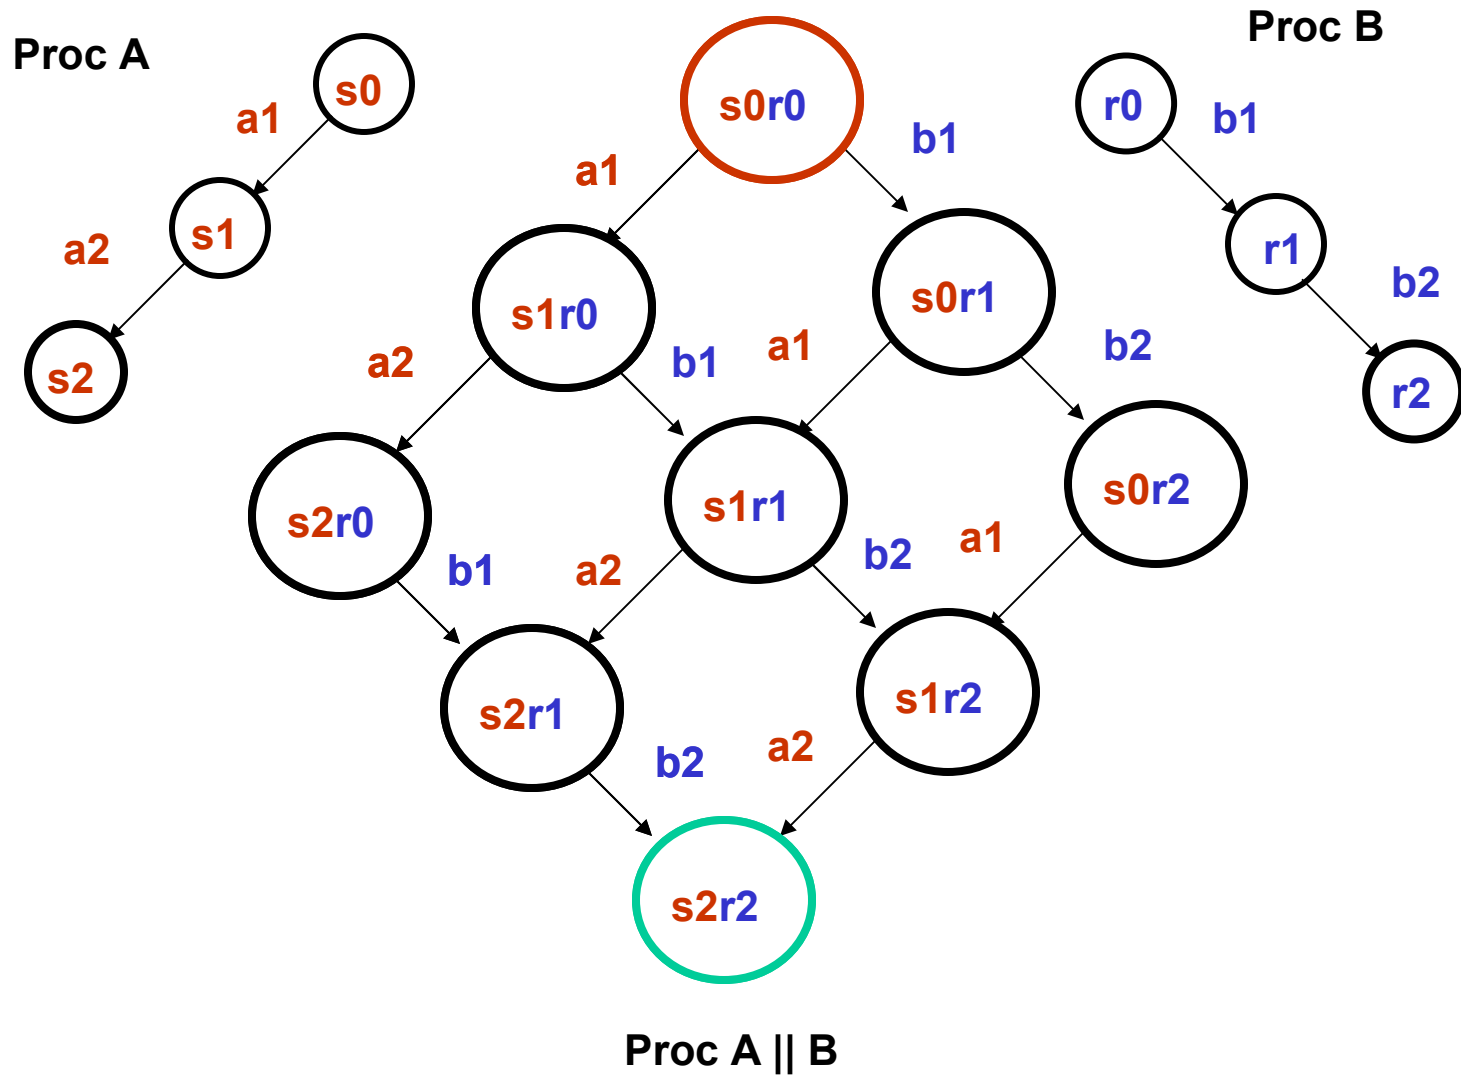 Proc A
s0
a1
s1
a2
s2
s0r0
a1
b1
s1r0
s0r1
a2
b1
a1
b2
s2r0
s1r1
s0r2
b1
a2
b2
a1
s2r1
s1r2
b2
a2
s2r2
Proc A || B
Proc B
r0
b1
r1
b2
r2